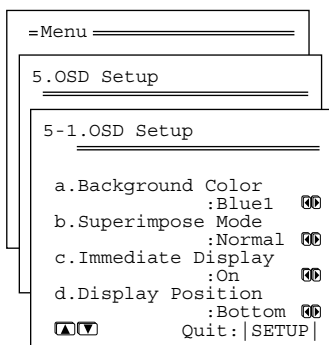 =Menu
5.OSD Setup
5-1.OSD Setup
a.Background Color
:Blue1
b.Superimpose Mode
:Normal
c.Immediate Display
:On
d.Display Position
:Bottom
Quit:|SETUP|